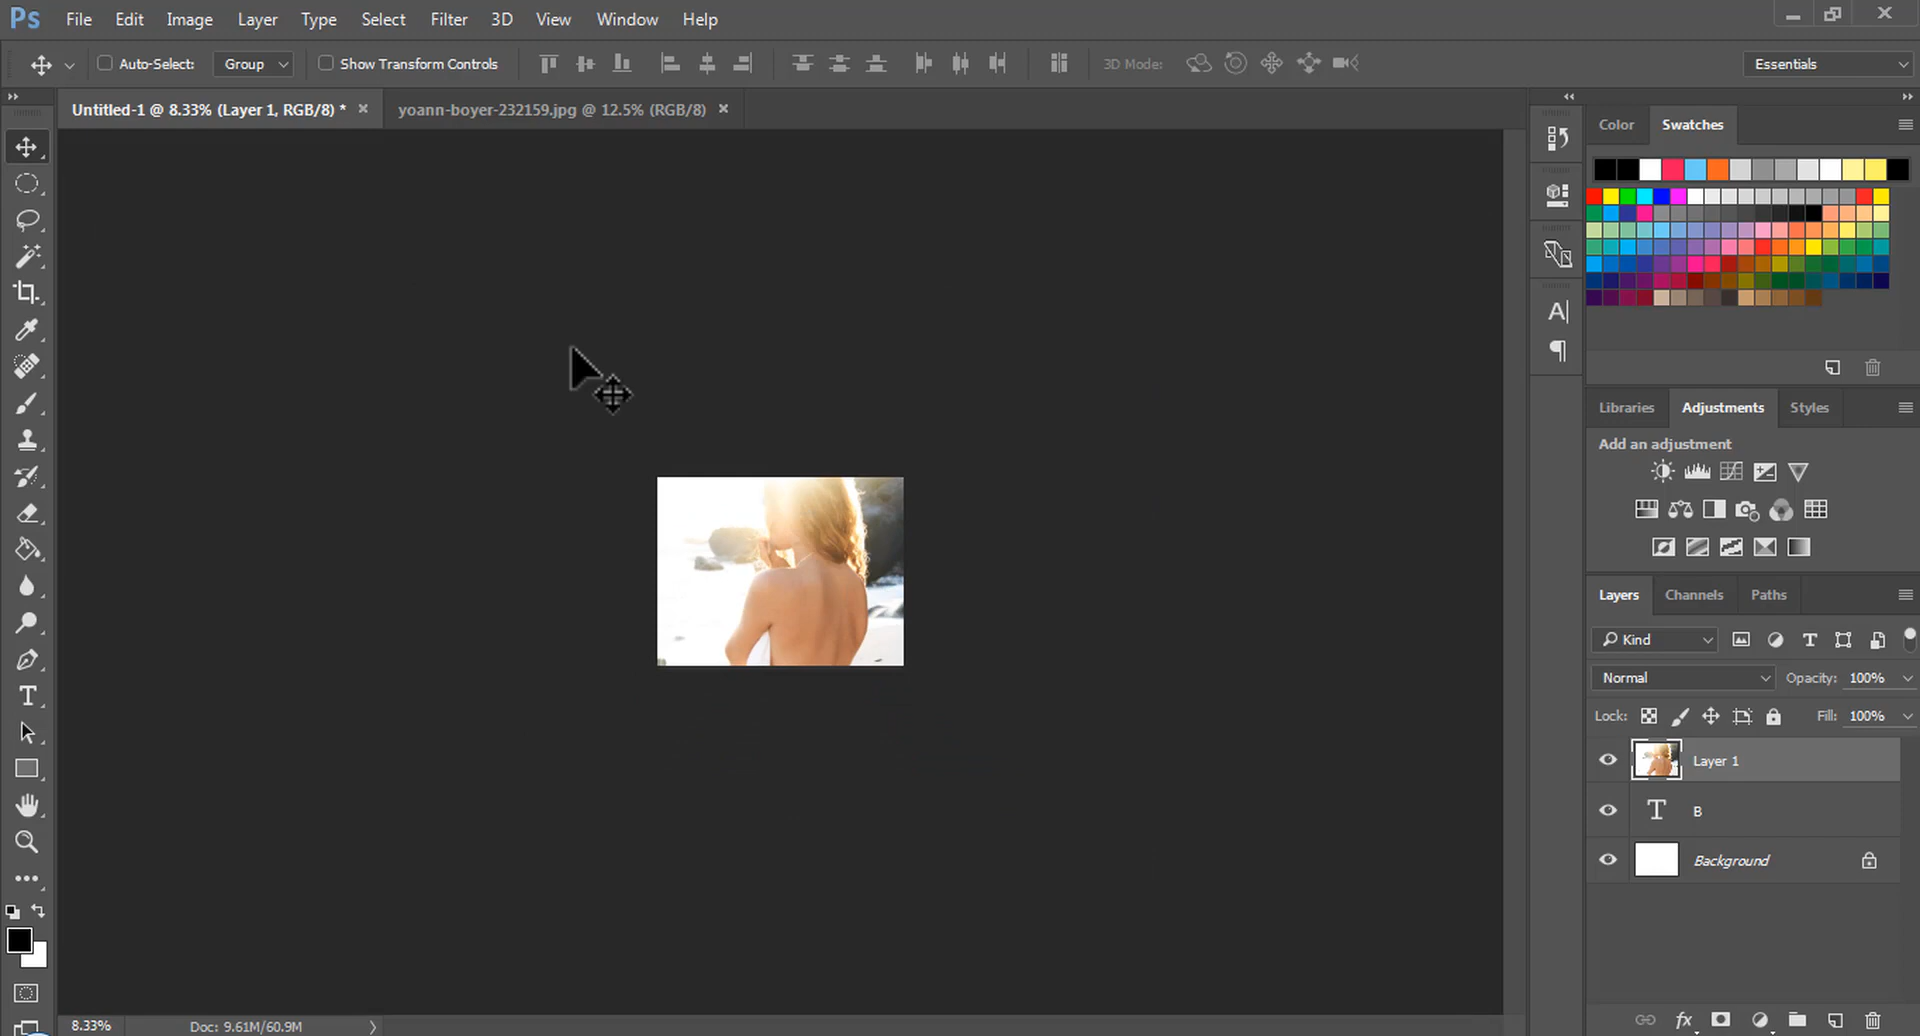 Ps File Edit Image Layer Type Select Filter 3D View Window Help
Auto-Select: Group Show Transform Controls 3D Mode: Essentials
Untitled-1 @ 8.33% (Layer 1, RGB/8) * × yoann-boyer-232159.jpg @ 12.5% (RGB/8) ×
Color Swatches
Libraries Adjustments Styles
Add an adjustment
Layers Channels Paths
Kind
Normal Opacity: 100%
Lock: Fill: 100%
Layer 1
T B
Background
8.33% Doc: 9.61M/60.9M